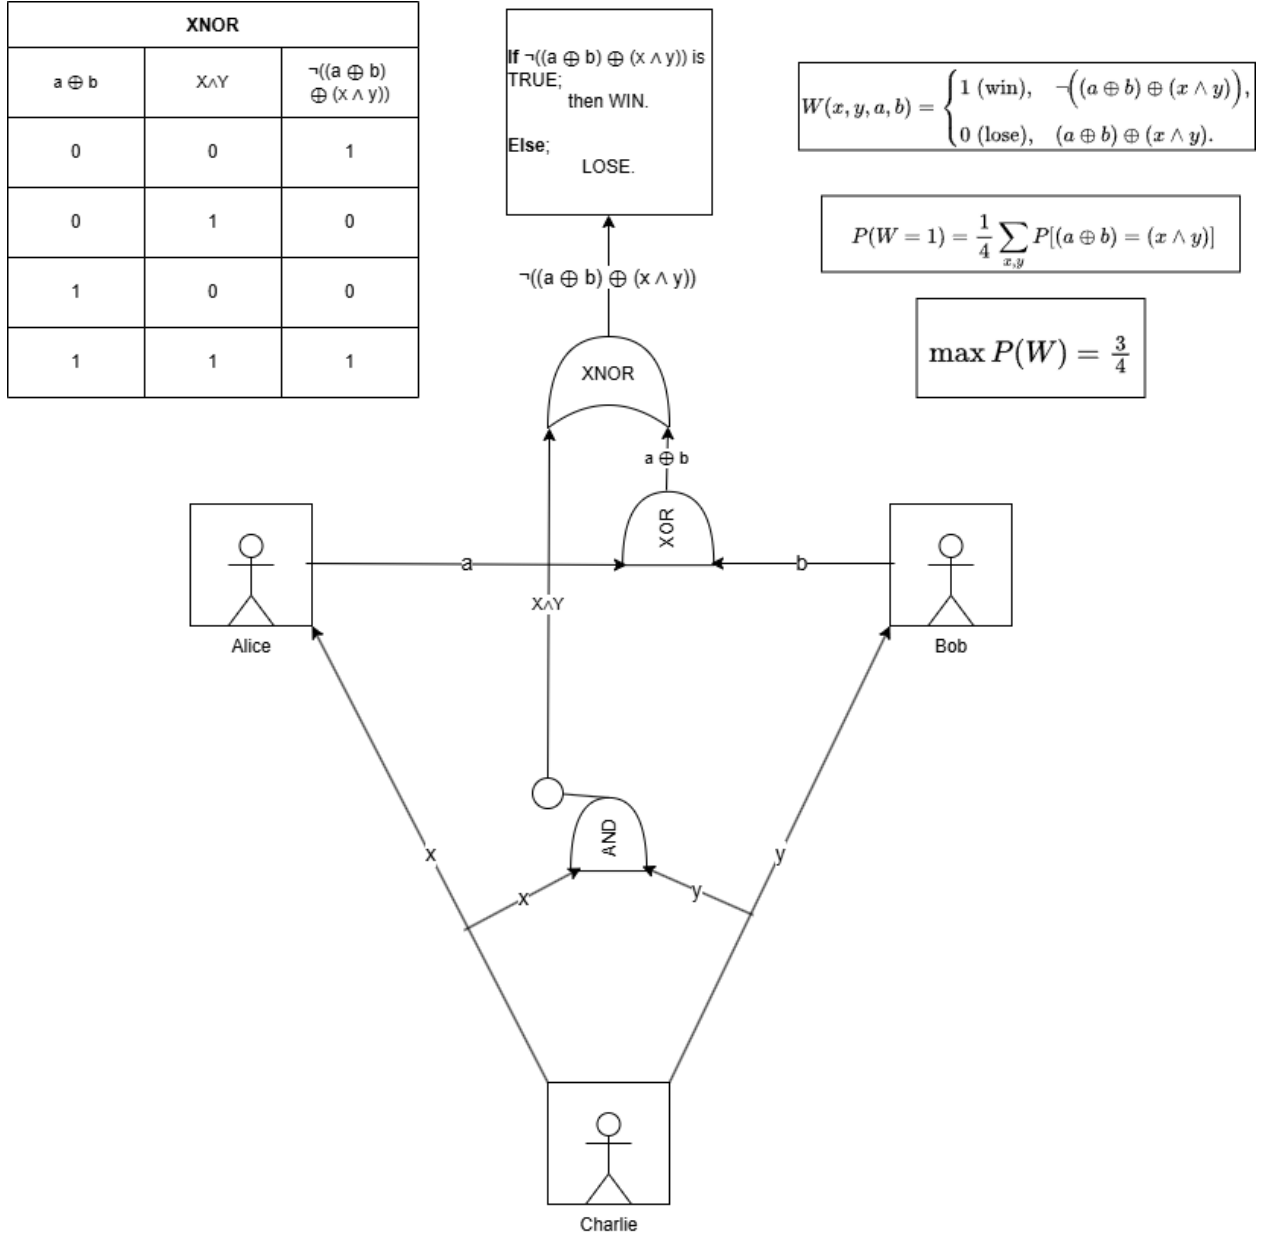 XNOR
a ⊕ b
X∧Y
¬((a ⊕ b)
⊕ (x ∧ y))
0
0
1
0
1
0
1
0
0
1
1
1
If ¬((a ⊕ b) ⊕ (x ∧ y)) is
TRUE;
then WIN.
Else;
LOSE.
W(x, y, a, b) = { 1 (win), ¬((a ⊕ b) ⊕ (x ∧ y)),
0 (lose), (a ⊕ b) ⊕ (x ∧ y).
P(W = 1) = 1/4 ∑x,y P[(a ⊕ b) = (x ∧ y)]
max P(W) = 3/4
¬((a ⊕ b) ⊕ (x ∧ y))
XNOR
a ⊕ b
XOR
a
b
X∧Y
Alice
Bob
AND
x
y
x
y
Charlie